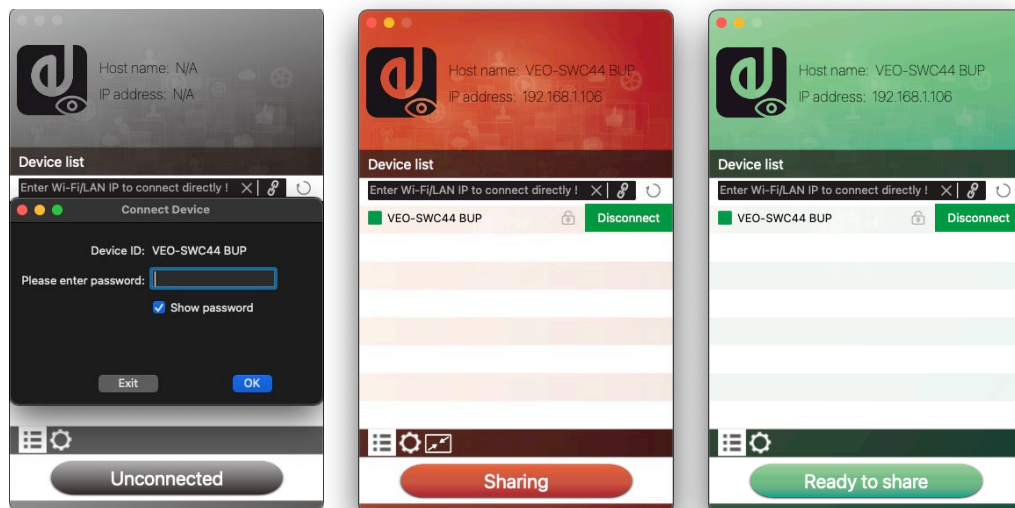 Host name: N/A
IP address: N/A
Device list
Enter Wi-Fi/LAN IP to connect directly !
Connect Device
Device ID: VEO-SWC44 BUP
Please enter password:
Show password
Exit
OK
Unconnected
Host name: VEO-SWC44 BUP
IP address: 192.168.1.106
Device list
Enter Wi-Fi/LAN IP to connect directly !
VEO-SWC44 BUP
Disconnect
Sharing
Host name: VEO-SWC44 BUP
IP address: 192.168.1.106
Device list
Enter Wi-Fi/LAN IP to connect directly !
VEO-SWC44 BUP
Disconnect
Ready to share